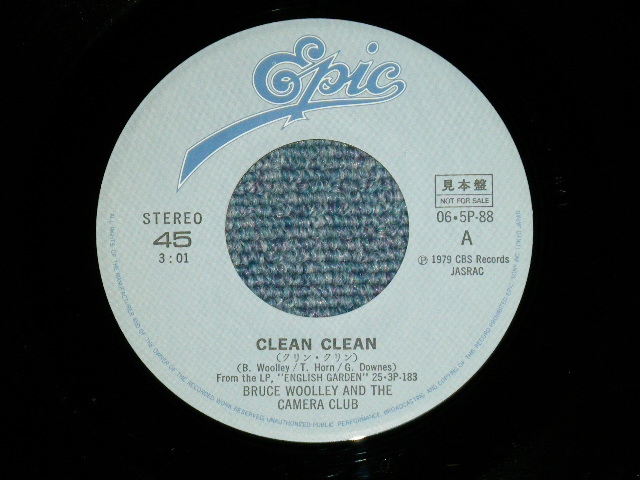 Epic
見本盤
NOT FOR SALE
06・5P-88
A
℗ 1979 CBS Records
JASRAC
STEREO
45
3:01
CLEAN CLEAN
(クリン・クリン)
(B. Woolley/T. Horn/G. Downes)
From the LP, "ENGLISH GARDEN" 25・3P-183
BRUCE WOOLLEY AND THE
CAMERA CLUB